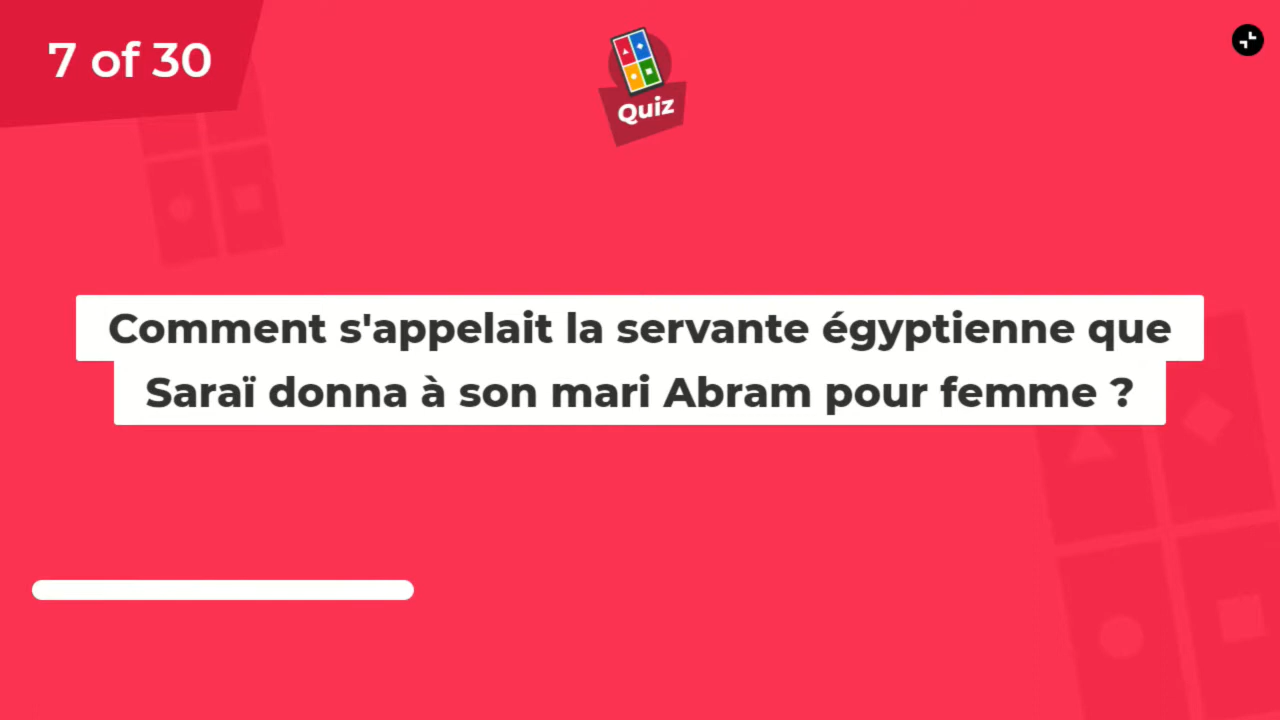 7 of 30
Quiz
Comment s'appelait la servante égyptienne que
Saraï donna à son mari Abram pour femme ?